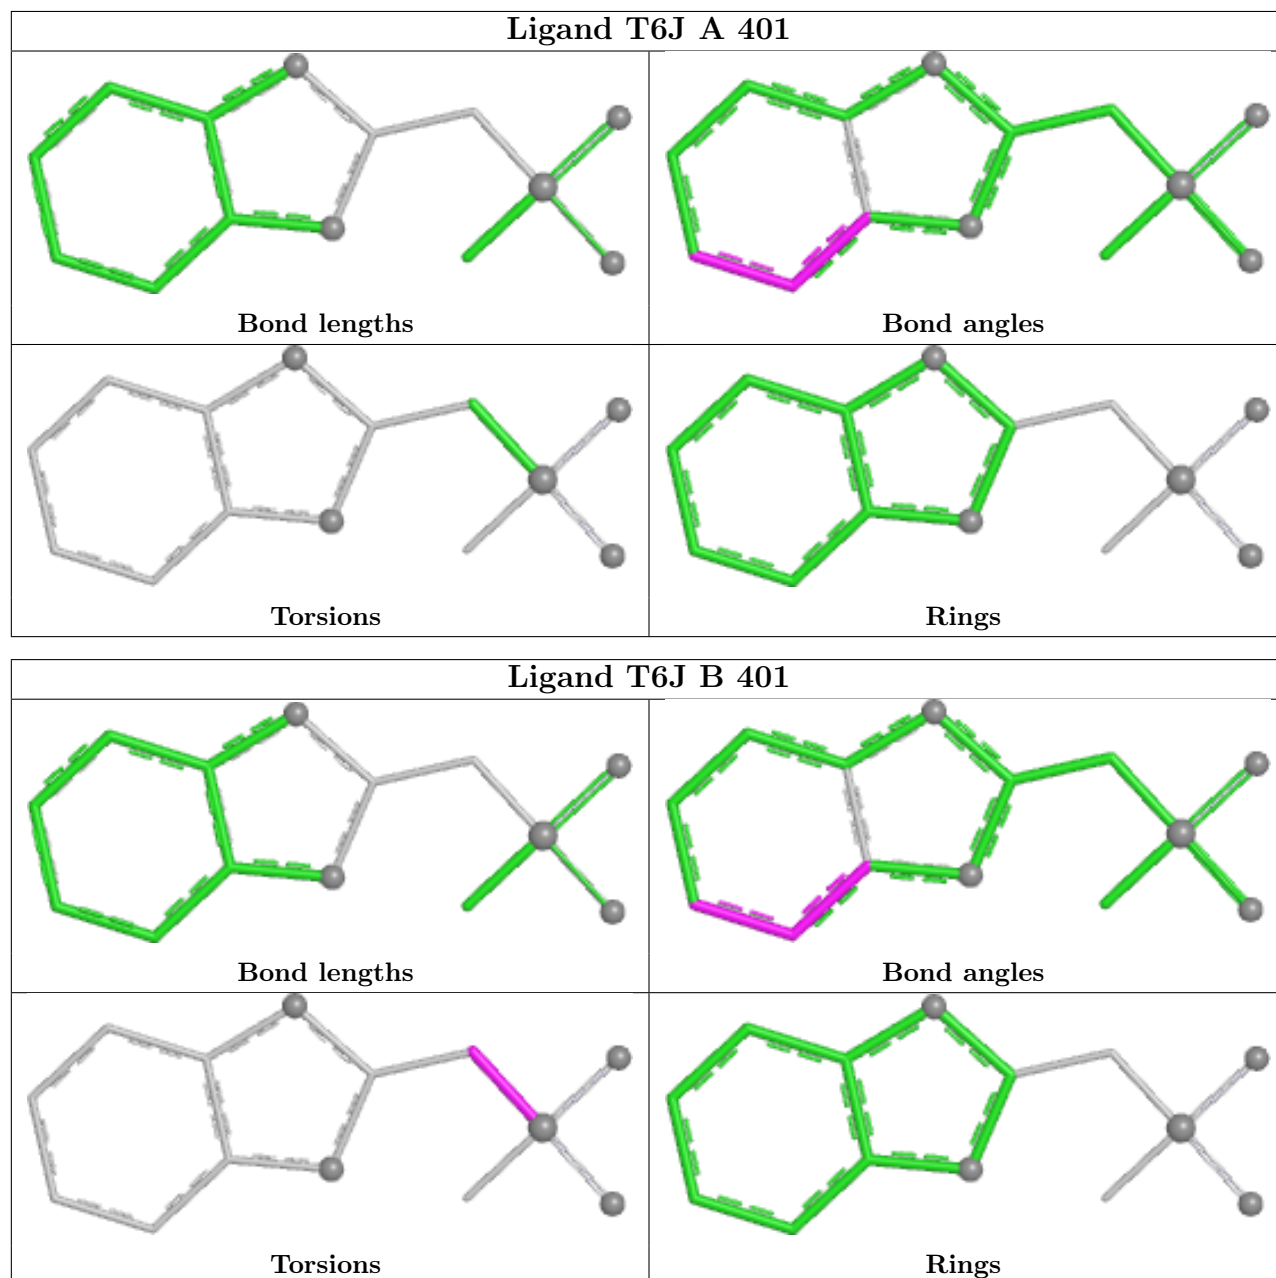 Ligand T6J A 401
Bond lengths
Bond angles
Torsions
Rings
Ligand T6J B 401
Bond lengths
Bond angles
Torsions
Rings